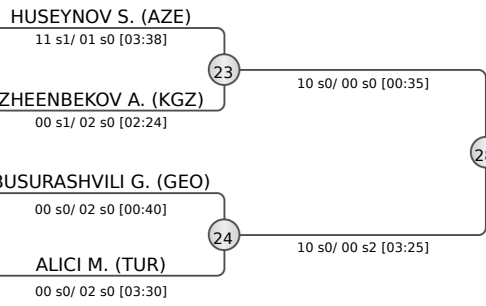 HUSEYNOV S. (AZE)
11 s1/ 01 s0 [03:38]
23
10 s0/ 00 s0 [00:35]
ZHEENBEKOV A. (KGZ)
00 s1/ 02 s0 [02:24]
BUSURASHVILI G. (GEO)
00 s0/ 02 s0 [00:40]
24
10 s0/ 00 s2 [03:25]
ALICI M. (TUR)
00 s0/ 02 s0 [03:30]